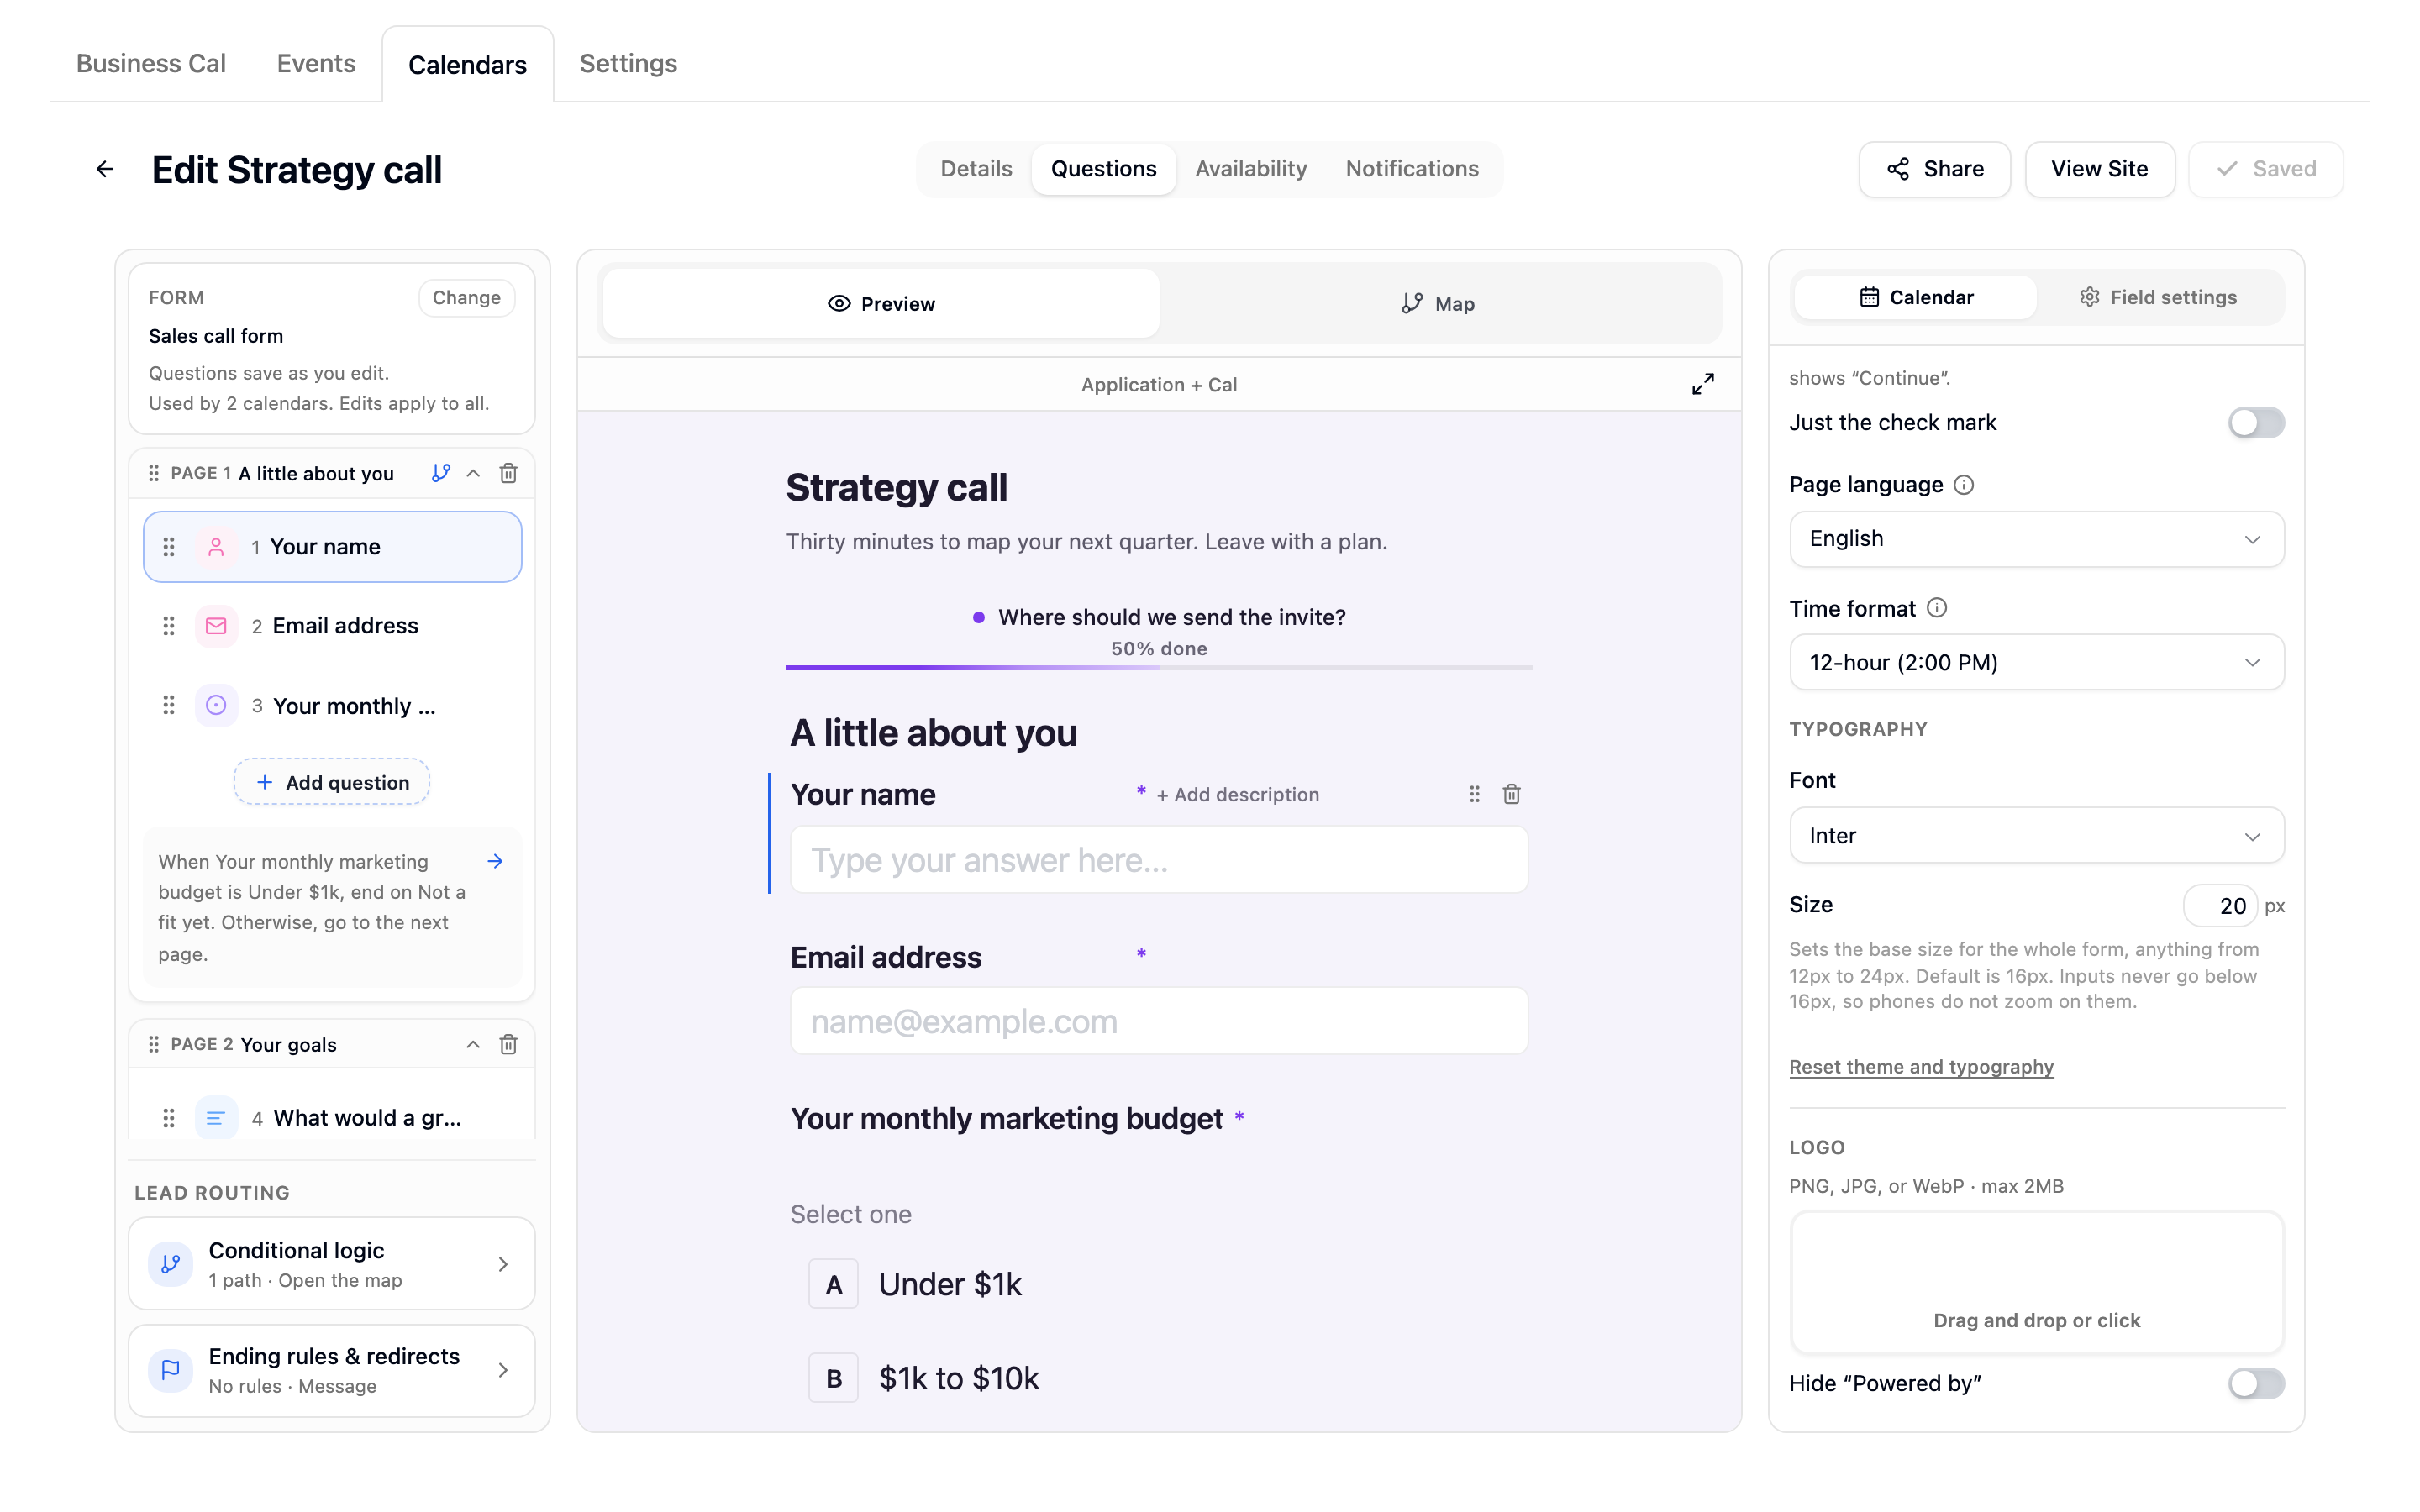 Business Cal
Events
Calendars
Settings
Edit Strategy call
Details
Questions
Availability
Notifications
Share
View Site
Saved
FORM
Change
Sales call form
Questions save as you edit.
Used by 2 calendars. Edits apply to all.
PAGE 1 A little about you
1 Your name
2 Email address
3 Your monthly ...
+ Add question
When Your monthly marketing
budget is Under $1k, end on Not a
fit yet. Otherwise, go to the next
page.
PAGE 2 Your goals
4 What would a gr...
LEAD ROUTING
Conditional logic
1 path · Open the map
Ending rules & redirects
No rules · Message
Preview
Map
Application + Cal
Strategy call
Thirty minutes to map your next quarter. Leave with a plan.
Where should we send the invite?
50% done
A little about you
Your name * + Add description
Type your answer here...
Email address *
name@example.com
Your monthly marketing budget *
Select one
A Under $1k
B $1k to $10k
Calendar
Field settings
shows “Continue”.
Just the check mark
Page language
English
Time format
12-hour (2:00 PM)
TYPOGRAPHY
Font
Inter
Size
20 px
Sets the base size for the whole form, anything from
12px to 24px. Default is 16px. Inputs never go below
16px, so phones do not zoom on them.
Reset theme and typography
LOGO
PNG, JPG, or WebP · max 2MB
Drag and drop or click
Hide “Powered by”